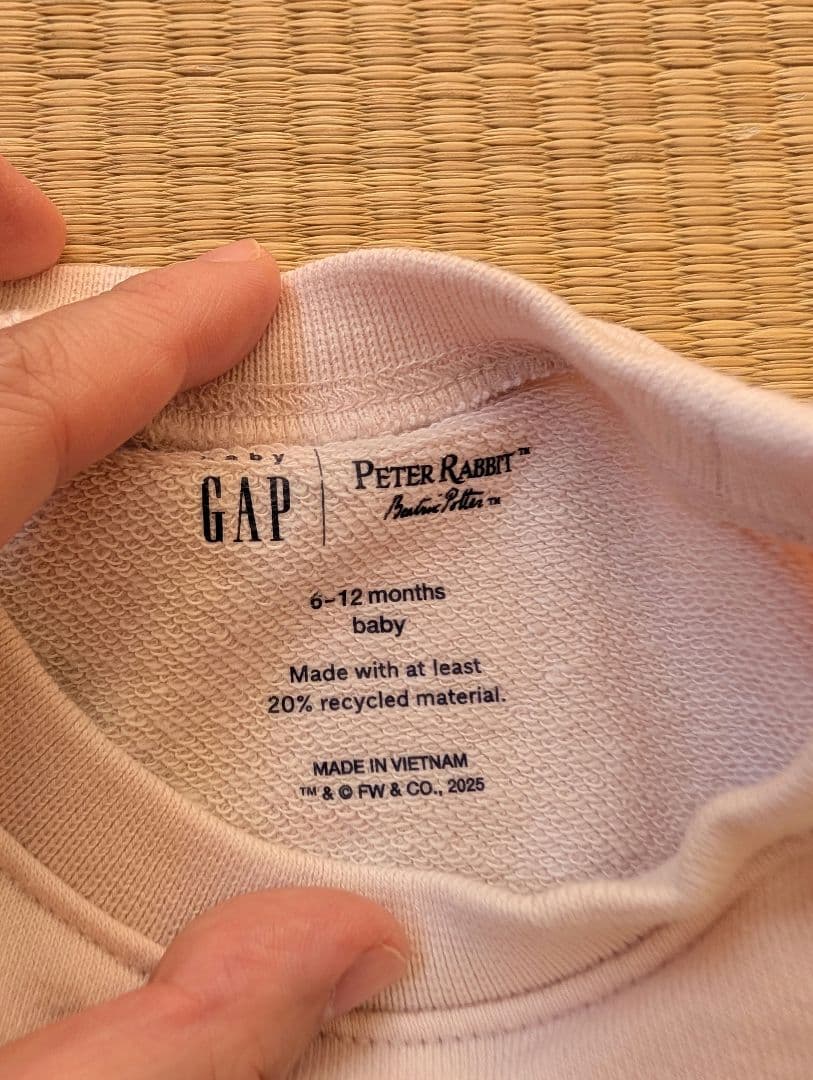 baby
GAP
PETER RABBIT™
Beatrix Potter™
6-12 months
baby
Made with at least
20% recycled material.
MADE IN VIETNAM
™ & © FW & CO., 2025